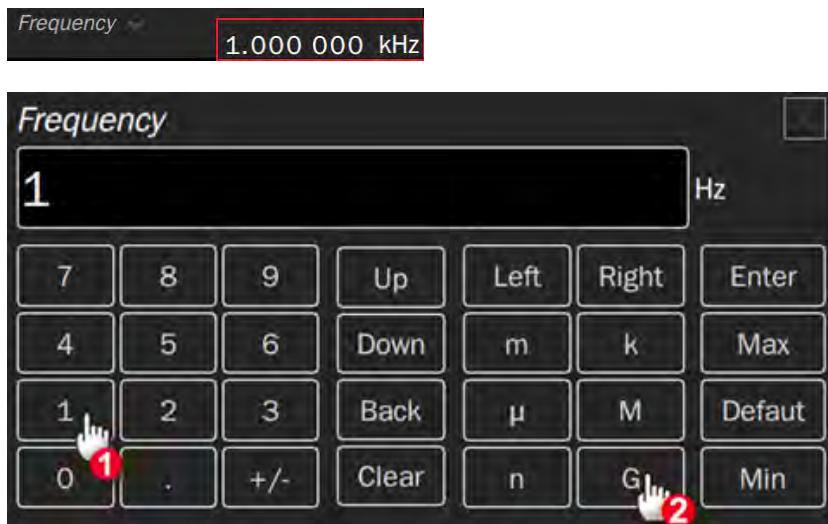 Frequency
1.000 000 kHz
Frequency
1 Hz
7 8 9 Up Left Right Enter
4 5 6 Down m k Max
1 2 3 Back µ M Defaut
1
0 . +/- Clear n G Min
2